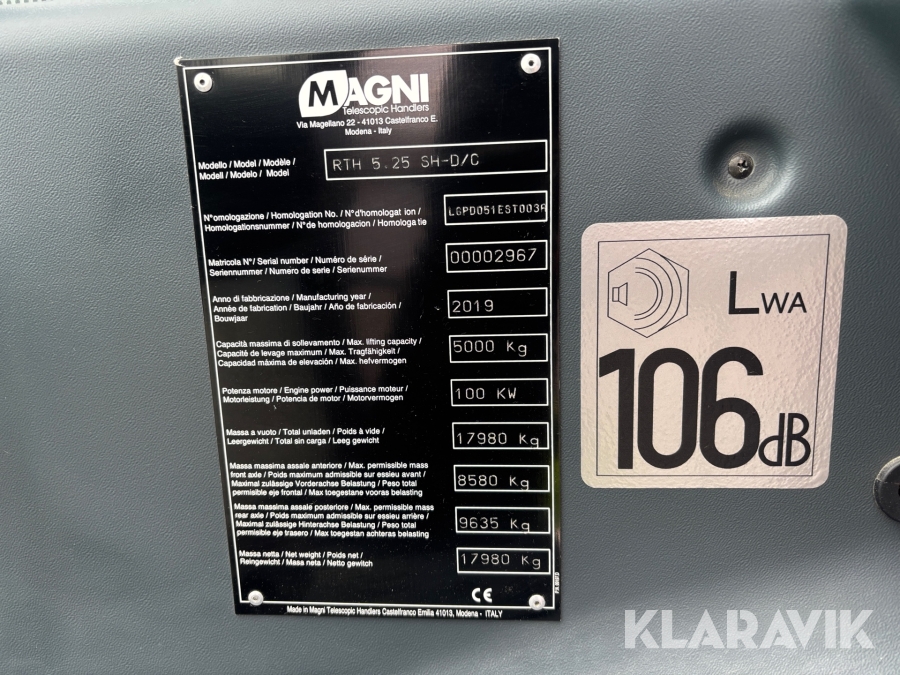 MAGNI
Telescopic Handlers
Via Magellano 22 - 41013 Castelfranco E.
Modena - Italy
Modello / Model / Modèle /
Modell / Modelo / Model
RTH 5.25 SH-D/C
N°omologazione / Homologation No. / N°d'homologat ion /
Homologationsnummer / N°de homologacion / Homologa tie
LGPD051EST003A
Matricola N°/ Serial number / Numéro de série /
Seriennummer / Numero de serie / Serienummer
00002967
Anno di fabbricazione / Manufacturing year /
Année de fabrication / Baujahr / Año de fabricación /
Bouwjaar
2019
Capacità massima di sollevamento / Max. lifting capacity /
Capacité de levage maximum / Max. Tragfähigkeit /
Capacidad máxima de elevación / Max. hefvermogen
5000 Kg
Potenza motore / Engine power / Puissance moteur /
Motorleistung / Potencia de motor / Motorvermogen
100 KW
Massa a vuoto / Total unladen / Poids à vide /
Leergewicht / Total sin carga / Leeg gewicht
17980 Kg
Massa massima assale anteriore / Max. permissible mass
front axle / Poids maximum admissible sur essieu avant /
Maximal zulässige Vorderachse Belastung / Peso total
permisible eje frontal / Max toegestane vooras belasting
8580 Kg
Massa massima assale posteriore / Max. permissible mass
rear axle / Poids maximum admissible sur essieu arrière /
Maximal zulässige Hinterachse Belastung / Peso total
permisible eje trasero / Max toegestan achteras belasting
9635 Kg
Massa netta / Net weight / Poids net /
Reingewicht / Masa neta / Netto gewitch
17980 Kg
CE
Made in Magni Telescopic Handlers Castelfranco Emilia 41013, Modena - ITALY
LWA
106dB
KLARAVIK